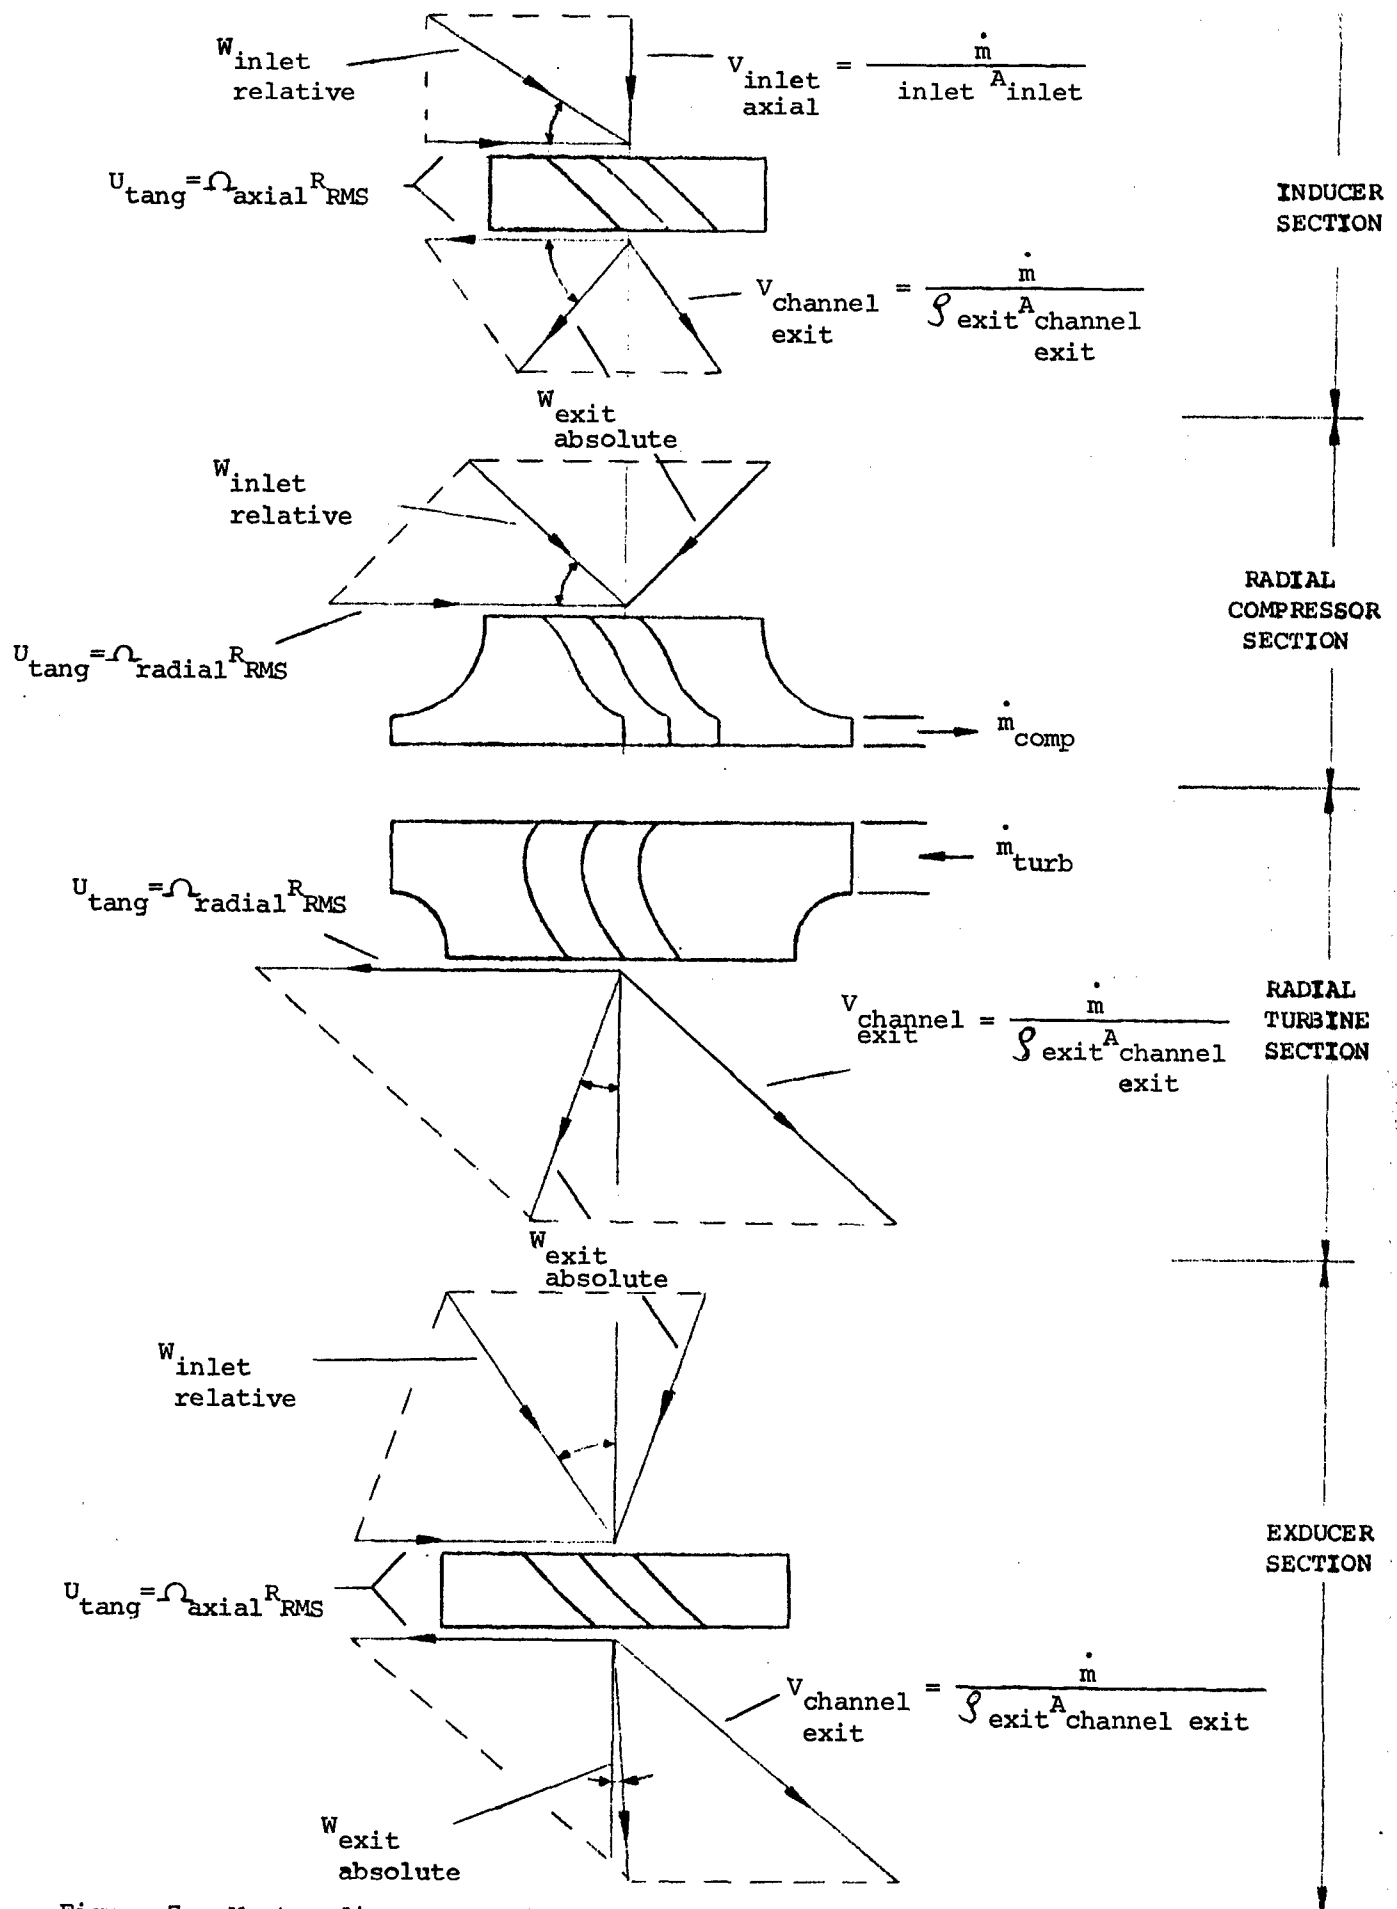 ṁ
W inlet relative
V inlet axial = ṁ / inlet A inlet
U tang = Ω axial R RMS
INDUCER SECTION
V channel exit = ṁ / ρ exit A channel exit
W exit absolute
W inlet relative
RADIAL COMPRESSOR SECTION
U tang = Ω radial R RMS
ṁ comp
ṁ turb
U tang = Ω radial R RMS
V channel exit = ṁ / ρ exit A channel exit
RADIAL TURBINE SECTION
W exit absolute
W inlet relative
EXDUCER SECTION
U tang = Ω axial R RMS
V channel exit = ṁ / ρ exit A channel exit
W exit absolute